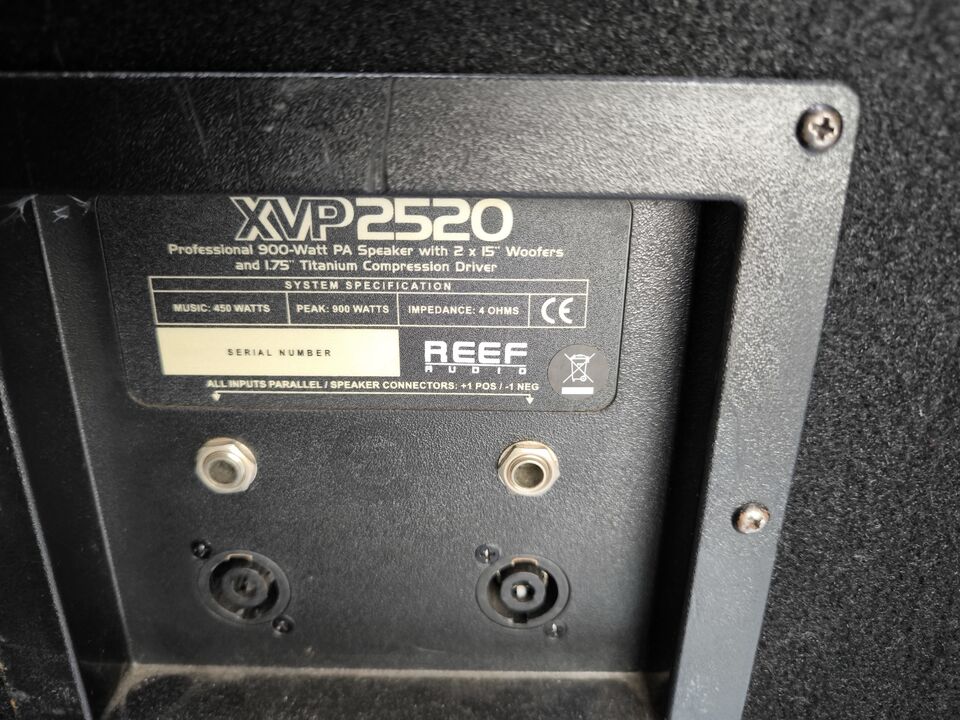 XVP2520
Professional 900-Watt PA Speaker with 2 x 15" Woofers
and 1.75" Titanium Compression Driver
SYSTEM SPECIFICATION
MUSIC: 450 WATTS PEAK: 900 WATTS IMPEDANCE: 4 OHMS CE
SERIAL NUMBER
REEF
AUDIO
ALL INPUTS PARALLEL / SPEAKER CONNECTORS: +1 POS / -1 NEG